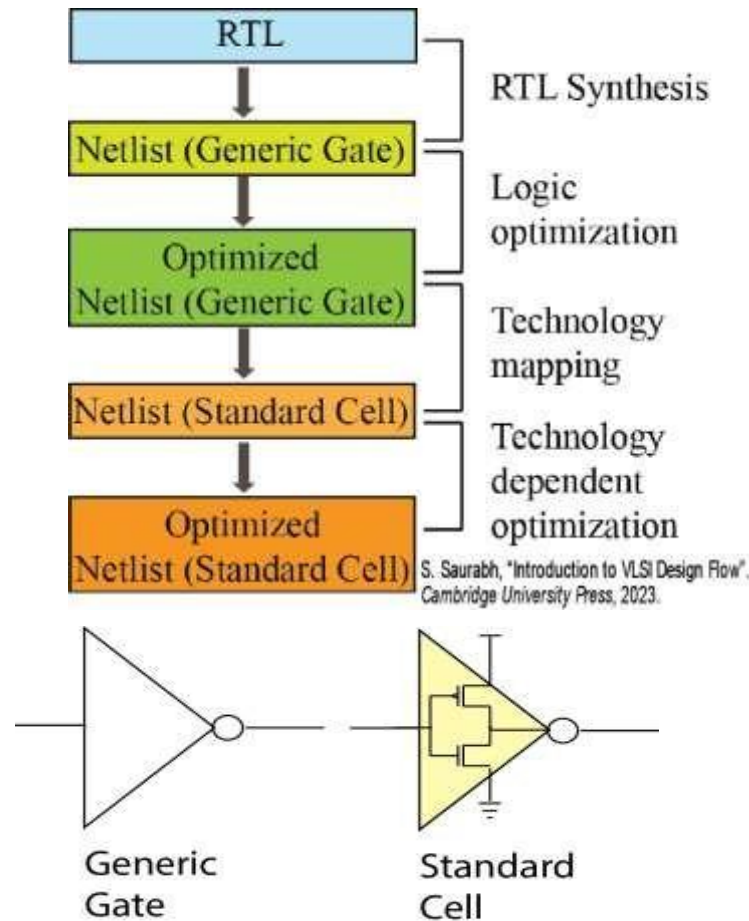 RTL
RTL Synthesis
Netlist (Generic Gate)
Logic
optimization
Optimized
Netlist (Generic Gate)
Technology
mapping
Netlist (Standard Cell)
Technology
dependent
optimization
Optimized
Netlist (Standard Cell)
S. Saurabh, "Introduction to VLSI Design Flow".
Cambridge University Press, 2023.
Generic
Gate
Standard
Cell